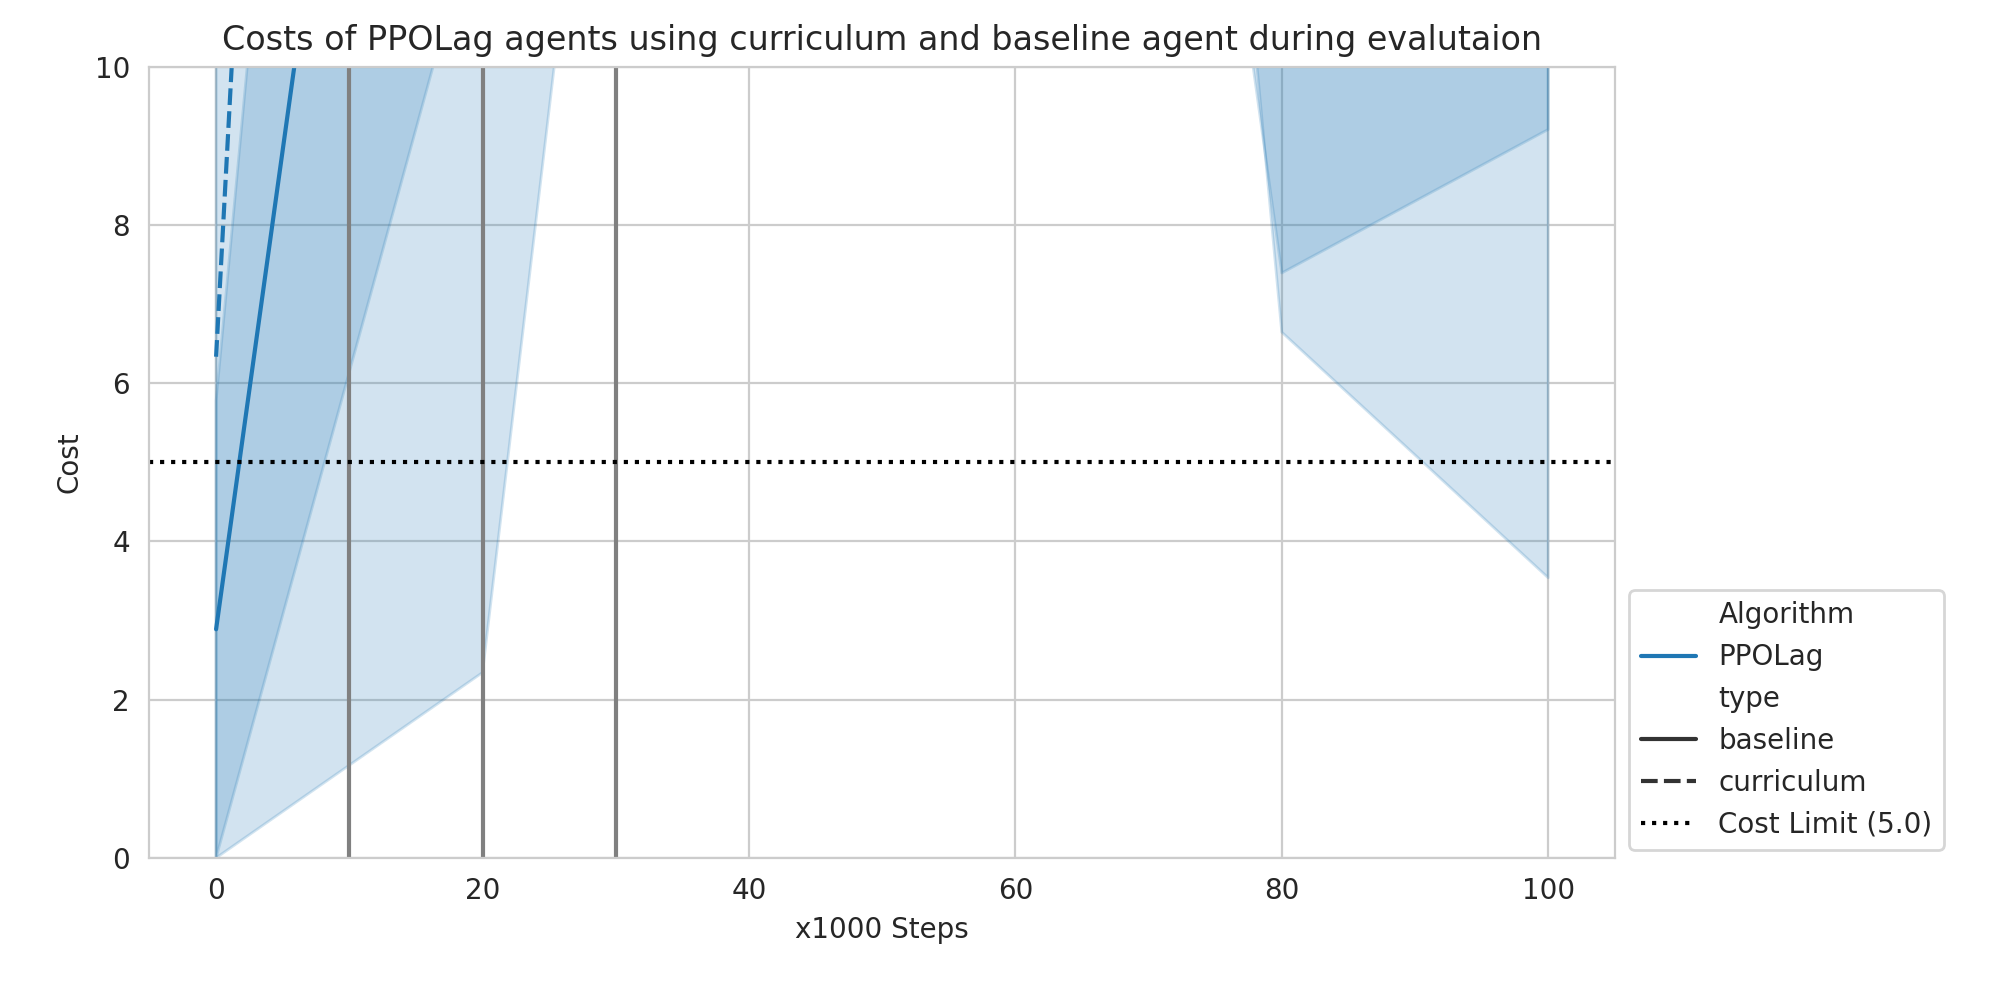 Costs of PPOLag agents using curriculum and baseline agent during evalutaion
10
8
6
4
2
0
Cost
0 20 40 60 80 100
x1000 Steps
Algorithm
PPOLag
type
baseline
curriculum
Cost Limit (5.0)